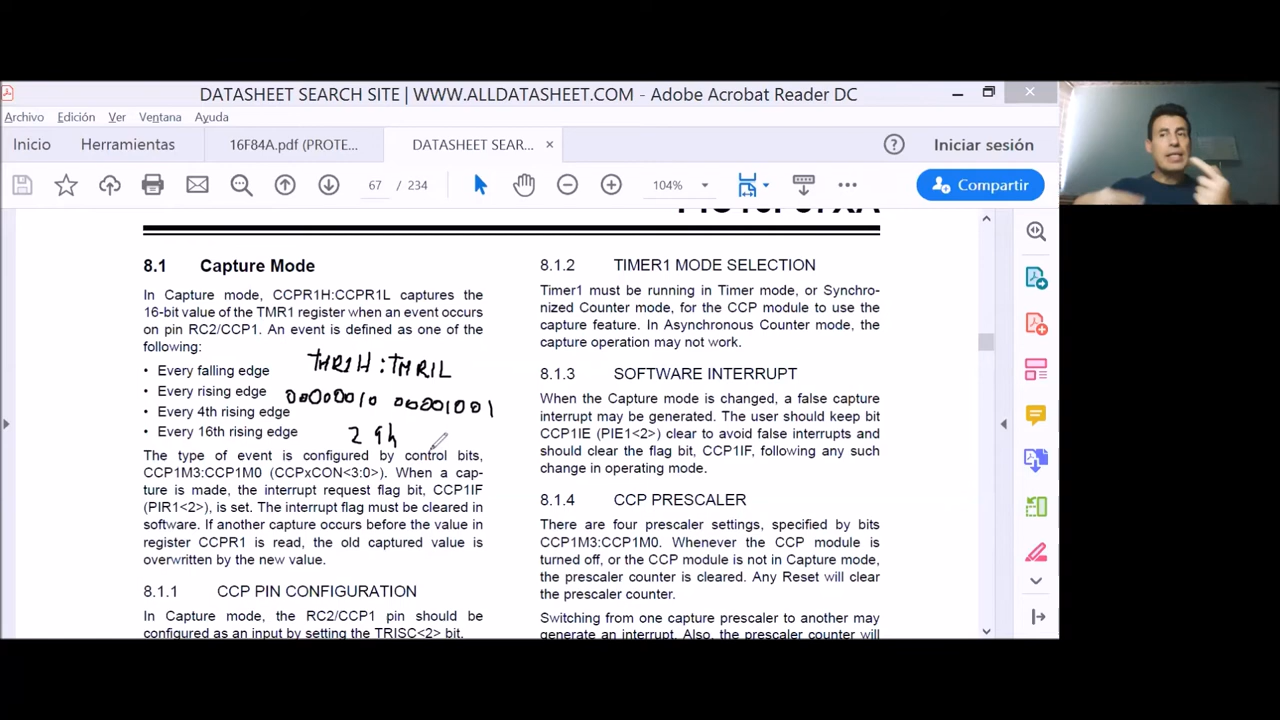 DATASHEET SEARCH SITE | WWW.ALLDATASHEET.COM - Adobe Acrobat Reader DC
Archivo Edición Ver Ventana Ayuda
Inicio Herramientas 16F84A.pdf (PROTE... DATASHEET SEAR... × Iniciar sesión
67 / 234 104% Compartir
8.1 Capture Mode
In Capture mode, CCPR1H:CCPR1L captures the
16-bit value of the TMR1 register when an event occurs
on pin RC2/CCP1. An event is defined as one of the
following:
• Every falling edge
• Every rising edge
• Every 4th rising edge
• Every 16th rising edge
TMR1H : TMR1L
00000010 00001001
2 9h
The type of event is configured by control bits,
CCP1M3:CCP1M0 (CCPxCON<3:0>). When a cap-
ture is made, the interrupt request flag bit, CCP1IF
(PIR1<2>), is set. The interrupt flag must be cleared in
software. If another capture occurs before the value in
register CCPR1 is read, the old captured value is
overwritten by the new value.
8.1.1 CCP PIN CONFIGURATION
In Capture mode, the RC2/CCP1 pin should be
configured as an input by setting the TRISC<2> bit.
8.1.2 TIMER1 MODE SELECTION
Timer1 must be running in Timer mode, or Synchro-
nized Counter mode, for the CCP module to use the
capture feature. In Asynchronous Counter mode, the
capture operation may not work.
8.1.3 SOFTWARE INTERRUPT
When the Capture mode is changed, a false capture
interrupt may be generated. The user should keep bit
CCP1IE (PIE1<2>) clear to avoid false interrupts and
should clear the flag bit, CCP1IF, following any such
change in operating mode.
8.1.4 CCP PRESCALER
There are four prescaler settings, specified by bits
CCP1M3:CCP1M0. Whenever the CCP module is
turned off, or the CCP module is not in Capture mode,
the prescaler counter is cleared. Any Reset will clear
the prescaler counter.
Switching from one capture prescaler to another may
generate an interrupt. Also, the prescaler counter will